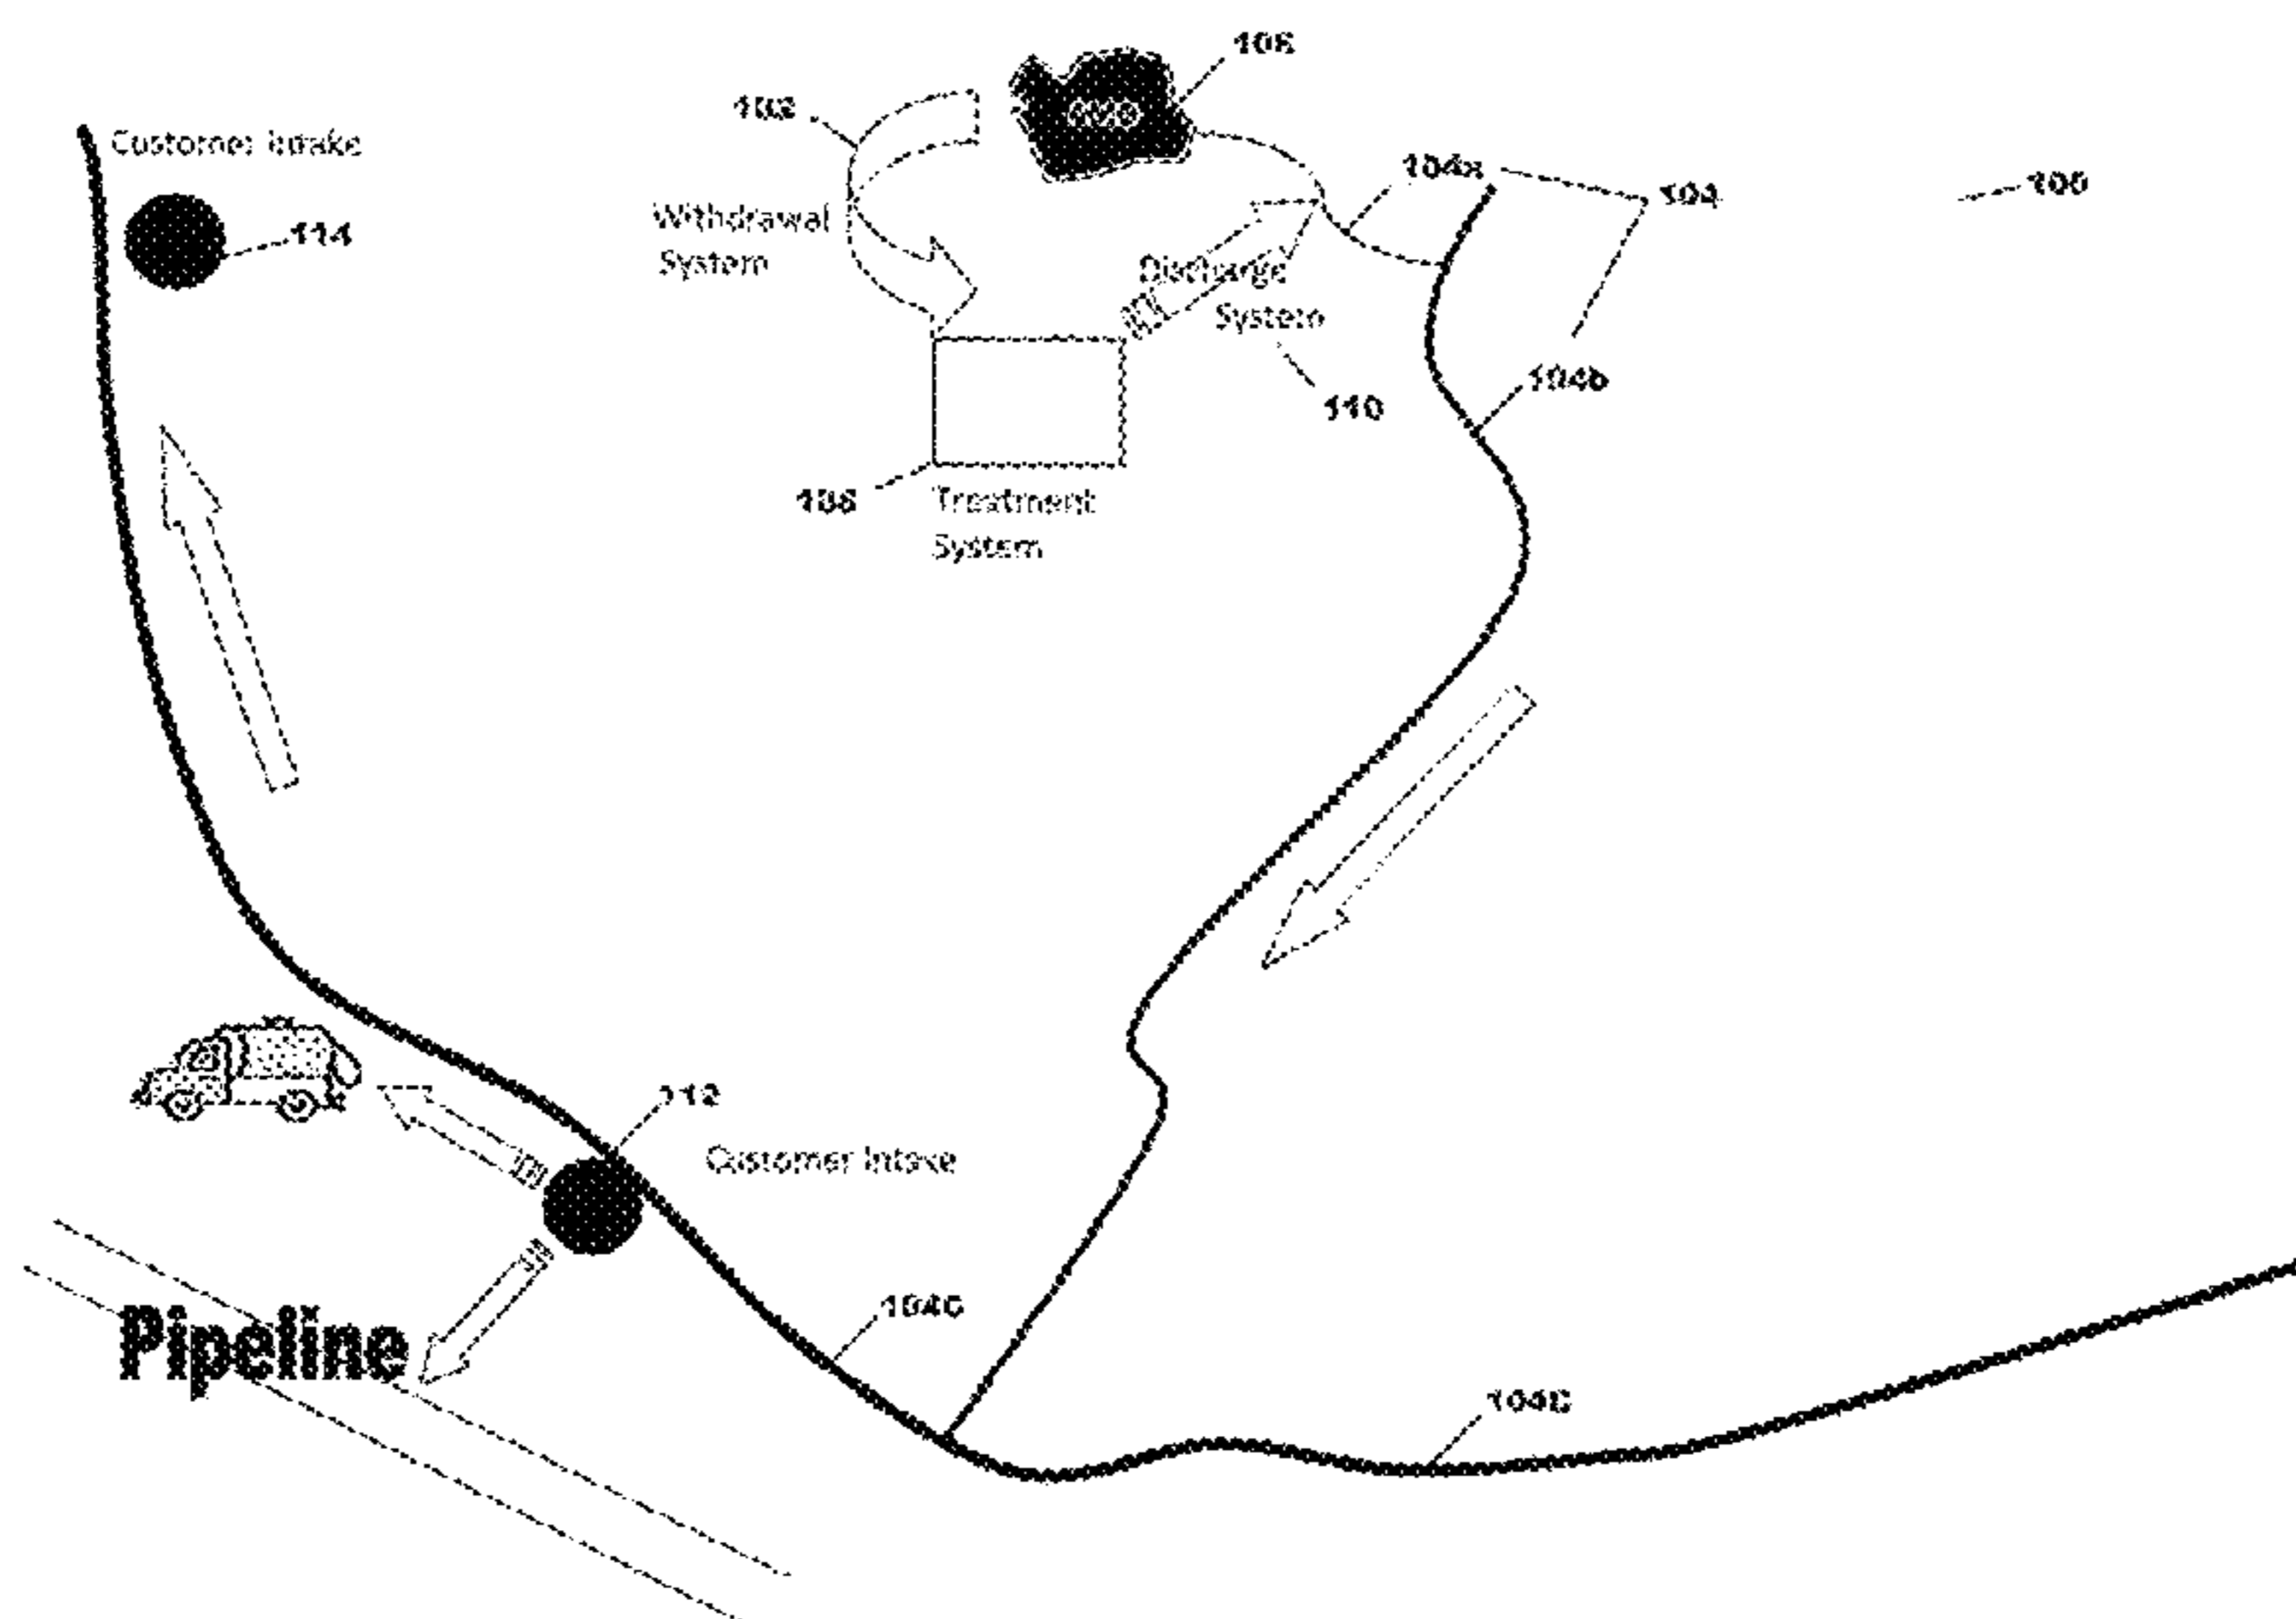 106
102
Customer Intake
104a
104
100
114
Withdrawal
System
Discharge
System
104b
110
Treatment
System
112
Customer Intake
104C
Pipeline
104C